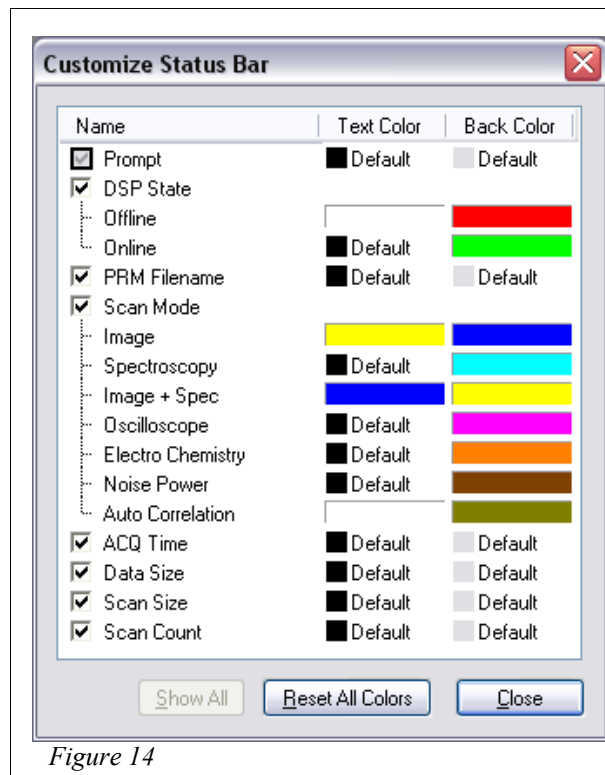 Customize Status Bar
Name Text Color Back Color
Prompt Default Default
DSP State
Offline
Online Default
PRM Filename Default Default
Scan Mode
Image
Spectroscopy Default
Image + Spec
Oscilloscope Default
Electro Chemistry Default
Noise Power Default
Auto Correlation
ACQ Time Default Default
Data Size Default Default
Scan Size Default Default
Scan Count Default Default
Show All Reset All Colors Close
Figure 14